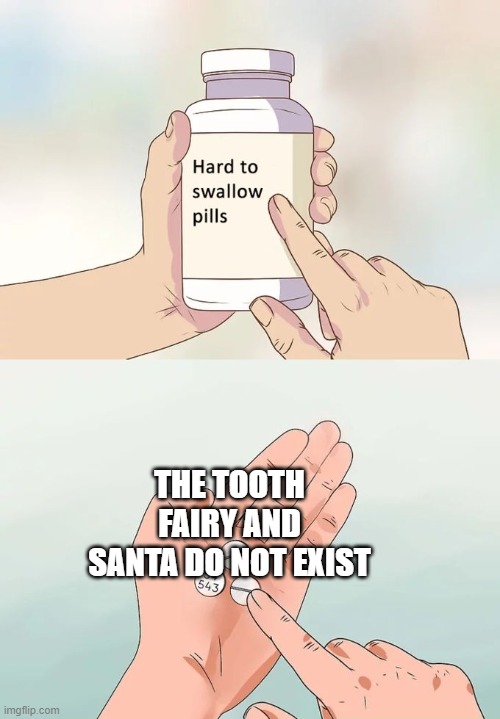 Hard to
swallow
pills
THE TOOTH
FAIRY AND
SANTA DO NOT EXIST
543
imgflip.com